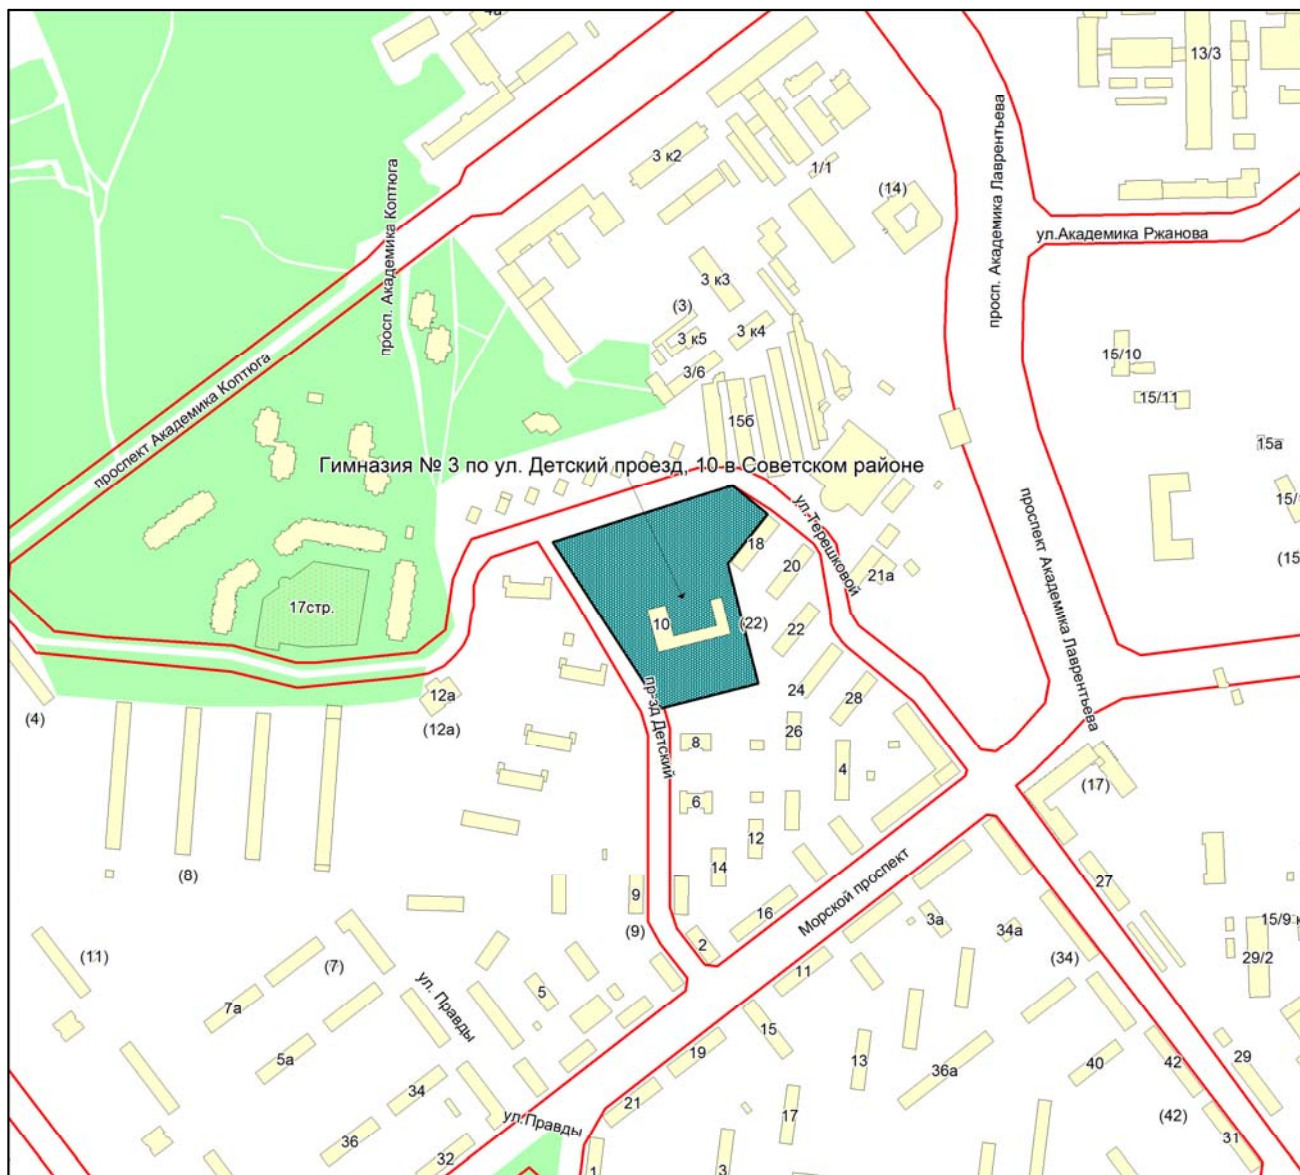 4а
13/3
3 к2
1/1
(14)
просп. Академика Коптюга
просп. Академика Лаврентьева
ул.Академика Ржанова
3 к3
(3)
3 к4
3 к5
3/6
15/10
проспект Академика Коптюга
15/11
15б
15а
Гимназия № 3 по ул. Детский проезд, 10 в Советском районе
15/
ул.Терешковой
проспект Академика Лаврентьева
18
20
21а
(15
17стр.
10
(22)
22
24
12а
28
(4)
(12а)
пр-зд Детский
26
8
4
(17)
6
12
14
(8)
27
9
16
Морской проспект
3а
15/9 к
(9)
2
34а
(34)
29/2
(11)
(7)
11
5
7а
ул. Правды
15
19
13
5а
29
34
36а
40
42
21
17
(42)
ул.Правды
36
32
31
1
3